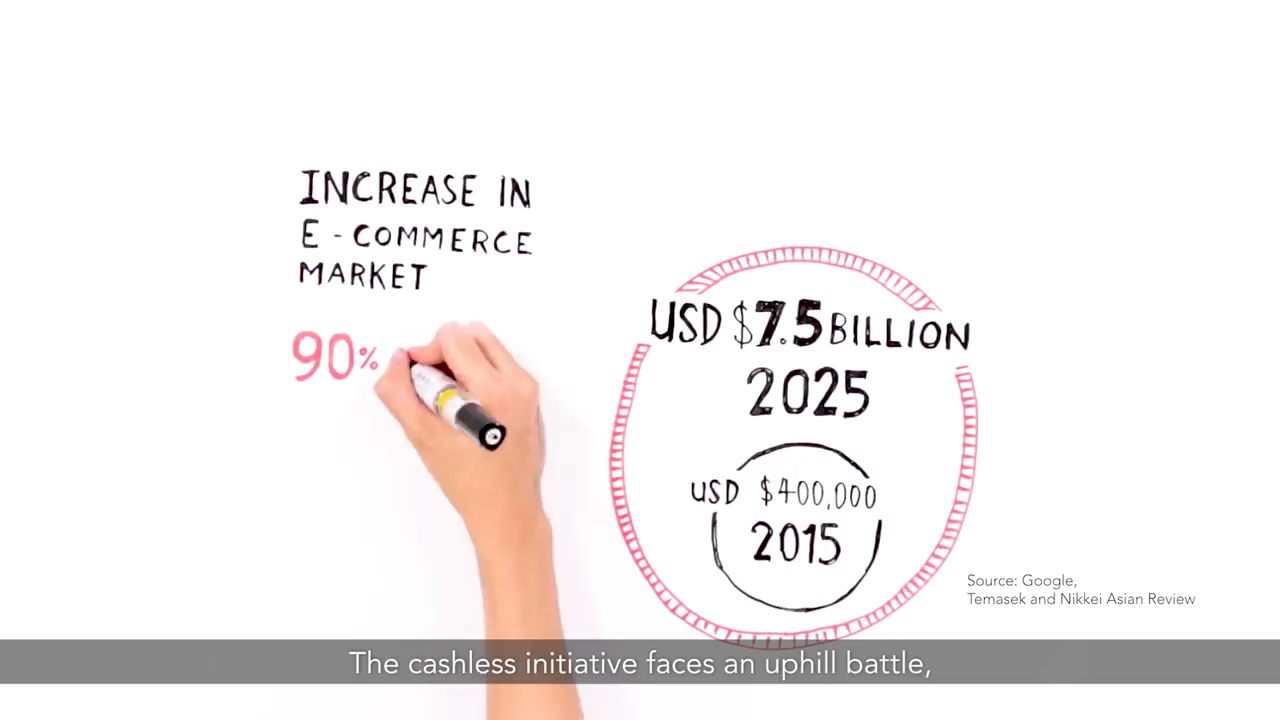 INCREASE IN
E-COMMERCE
MARKET
90%
USD $7.5 BILLION
2025
USD $400,000
2015
Source: Google,
Temasek and Nikkei Asian Review
The cashless initiative faces an uphill battle,